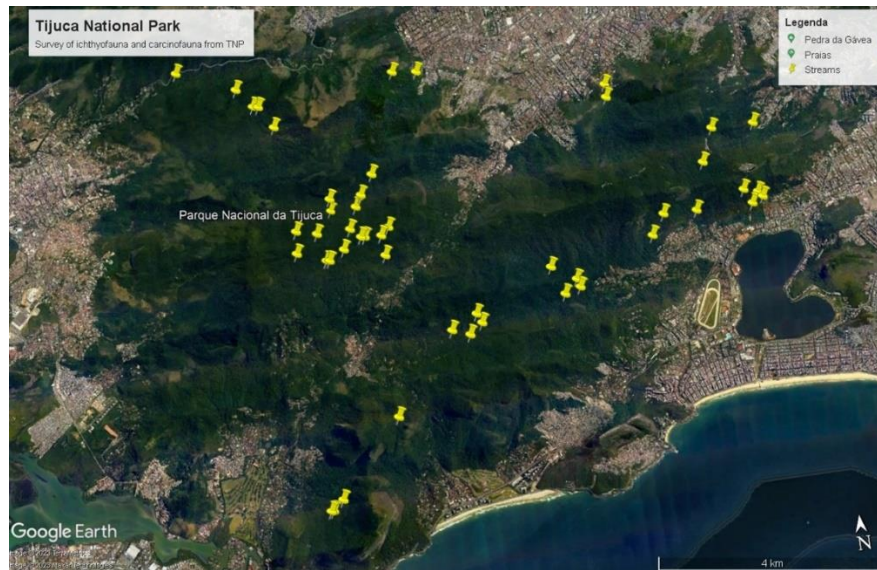 Tijuca National Park
Survey of ichthyofauna and carcinofauna from TNP
Legenda
Pedra da Gávea
Praias
Streams
Parque Nacional da Tijuca
Google Earth
4 km
N